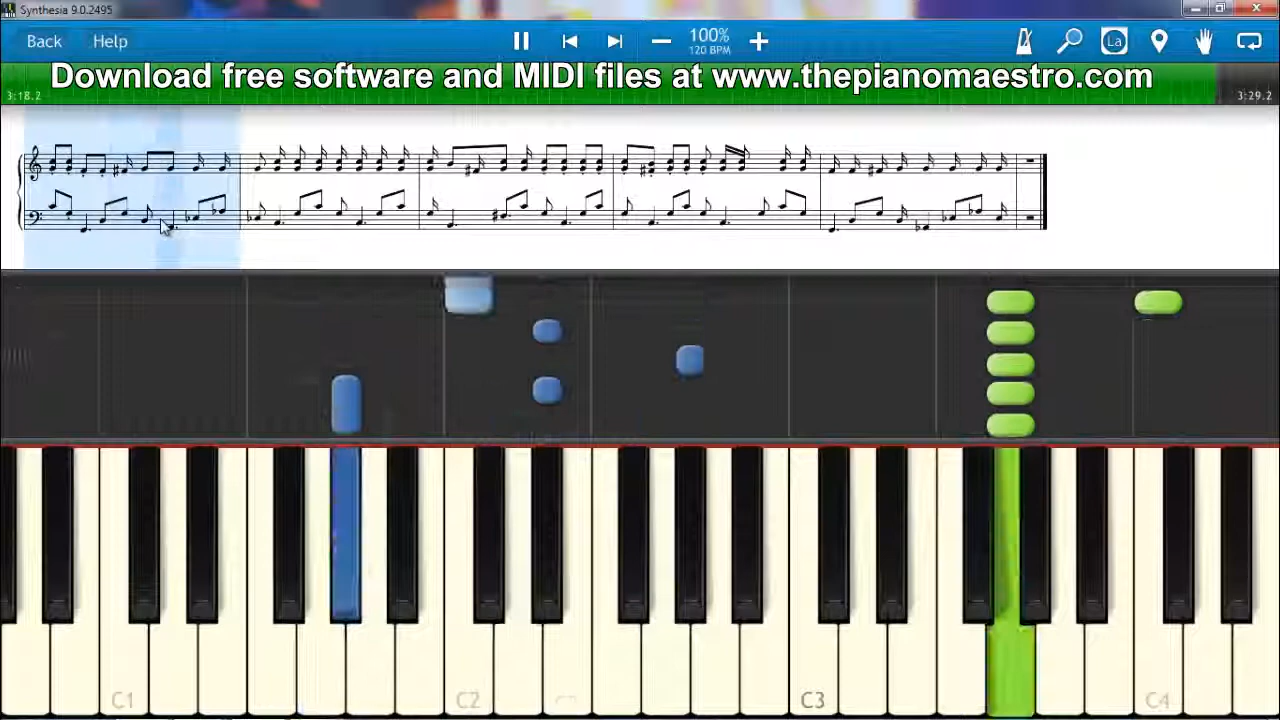 Synthesia 9.0.2495
Back Help 100% La
120 BPM
Download free software and MIDI files at www.thepianomaestro.com
3:18.2 3:29.2
C1 C2 C3 C4